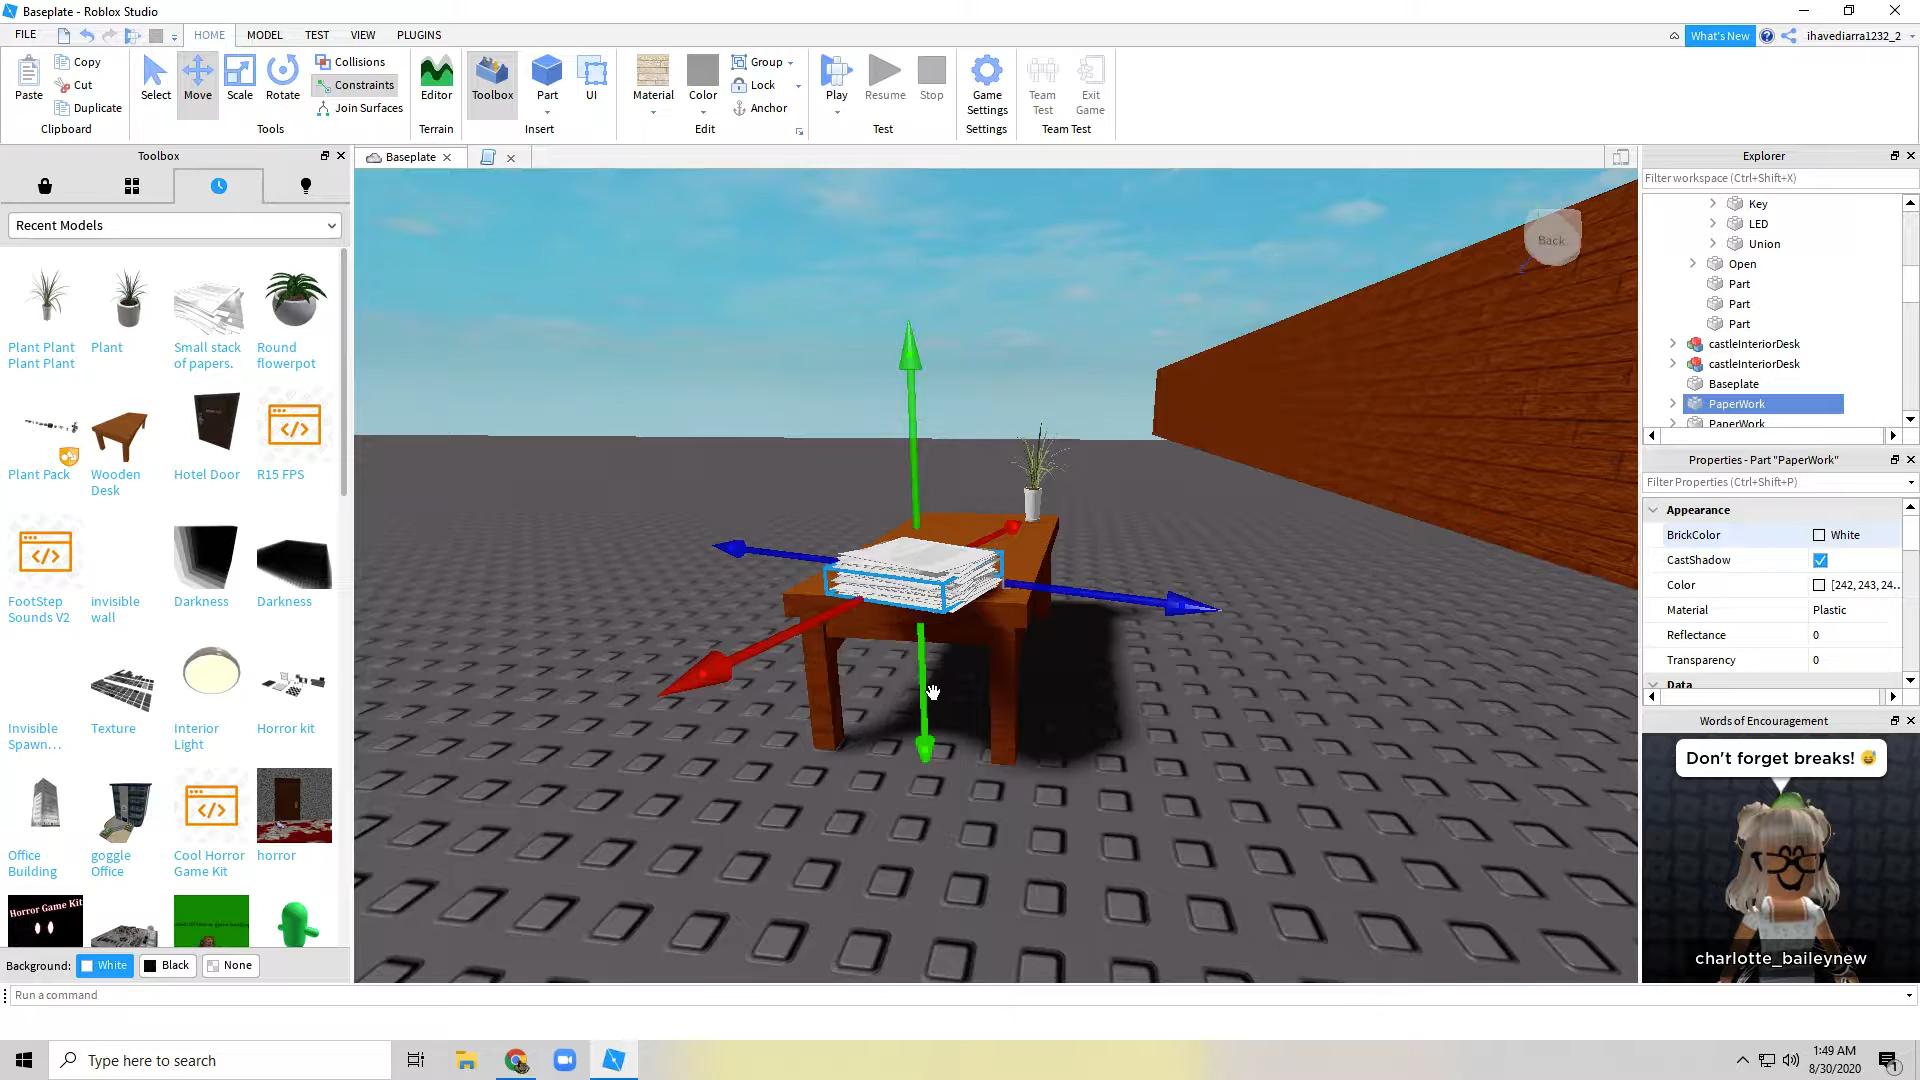 Baseplate - Roblox Studio
FILE HOME MODEL TEST VIEW PLUGINS
What's New ihavediarra1232_2
Paste Copy Cut Duplicate
Clipboard
Select Move Scale Rotate Collisions Constraints Join Surfaces
Tools
Editor
Terrain
Toolbox Part UI
Insert
Material Color Group Lock Anchor
Edit
Play Resume Stop
Test
Game Settings
Settings
Team Test Exit Game
Team Test
Toolbox
Recent Models
Plant Plant Plant Plant
Plant
Small stack of papers.
Round flowerpot
Plant Pack
Wooden Desk
Hotel Door
R15 FPS
FootStep Sounds V2
invisible wall
Darkness
Darkness
Invisible Spawn...
Texture
Interior Light
Horror kit
Office Building
goggle Office
Cool Horror Game Kit
horror
Horror Game Kit
Background: White Black None
Run a command
Baseplate
Back
Explorer
Filter workspace (Ctrl+Shift+X)
Key
LED
Union
Open
Part
Part
Part
castleInteriorDesk
castleInteriorDesk
Baseplate
PaperWork
PaperWork
Properties - Part "PaperWork"
Filter Properties (Ctrl+Shift+P)
Appearance
BrickColor White
CastShadow
Color [242, 243, 24...
Material Plastic
Reflectance 0
Transparency 0
Data
Words of Encouragement
Don't forget breaks! 😅
charlotte_baileynew
Type here to search
1:49 AM
8/30/2020
1